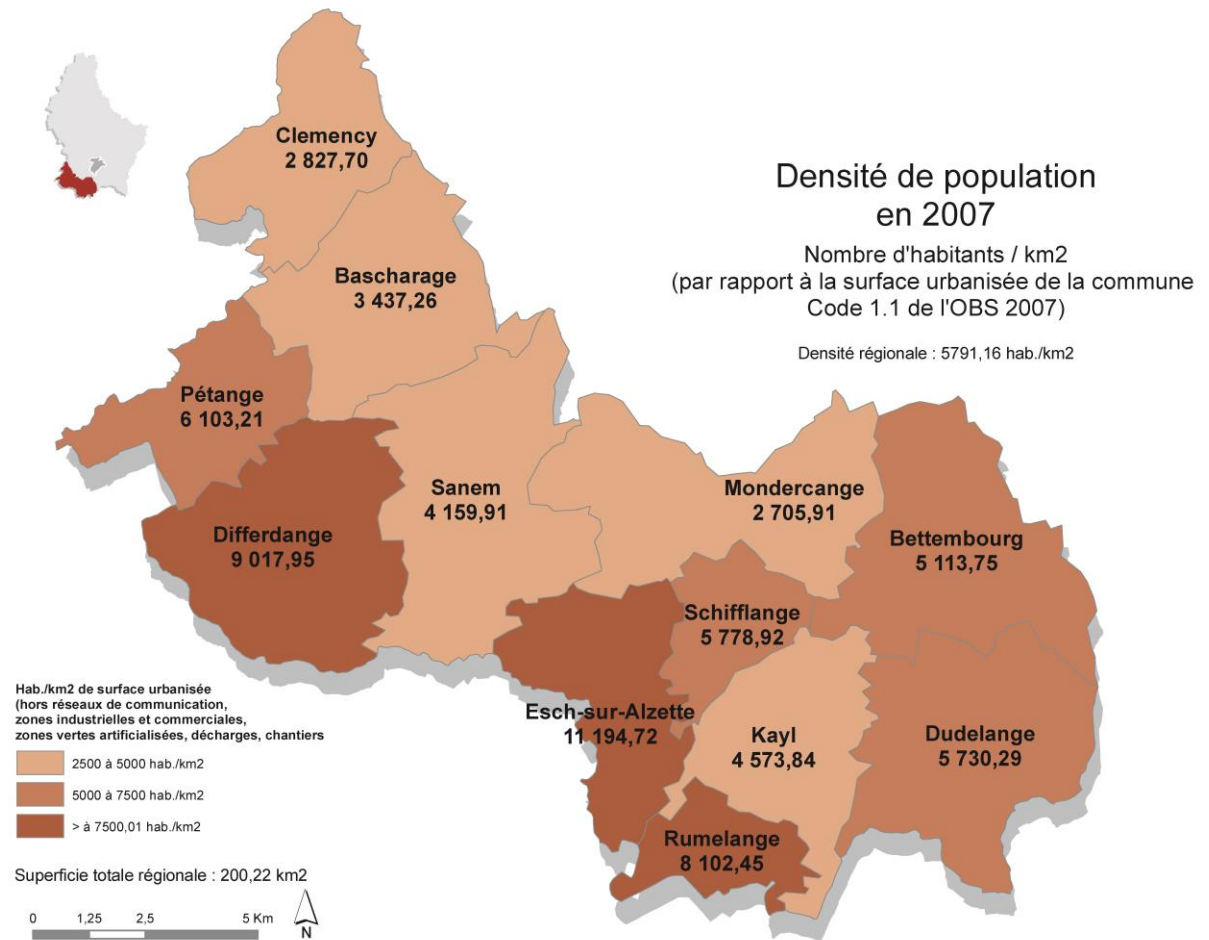 Densité de population
en 2007
Nombre d'habitants / km2
(par rapport à la surface urbanisée de la commune
Code 1.1 de l'OBS 2007)
Densité régionale : 5791,16 hab./km2
Clemency
2 827,70
Bascharage
3 437,26
Pétange
6 103,21
Sanem
4 159,91
Mondercange
2 705,91
Differdange
9 017,95
Bettembourg
5 113,75
Schifflange
5 778,92
Esch-sur-Alzette
11 194,72
Kayl
4 573,84
Dudelange
5 730,29
Rumelange
8 102,45
Hab./km2 de surface urbanisée
(hors réseaux de communication,
zones industrielles et commerciales,
zones vertes artificialisées, décharges, chantiers
2500 à 5000 hab./km2
5000 à 7500 hab./km2
> à 7500,01 hab./km2
Superficie totale régionale : 200,22 km2
0 1,25 2,5 5 Km
N